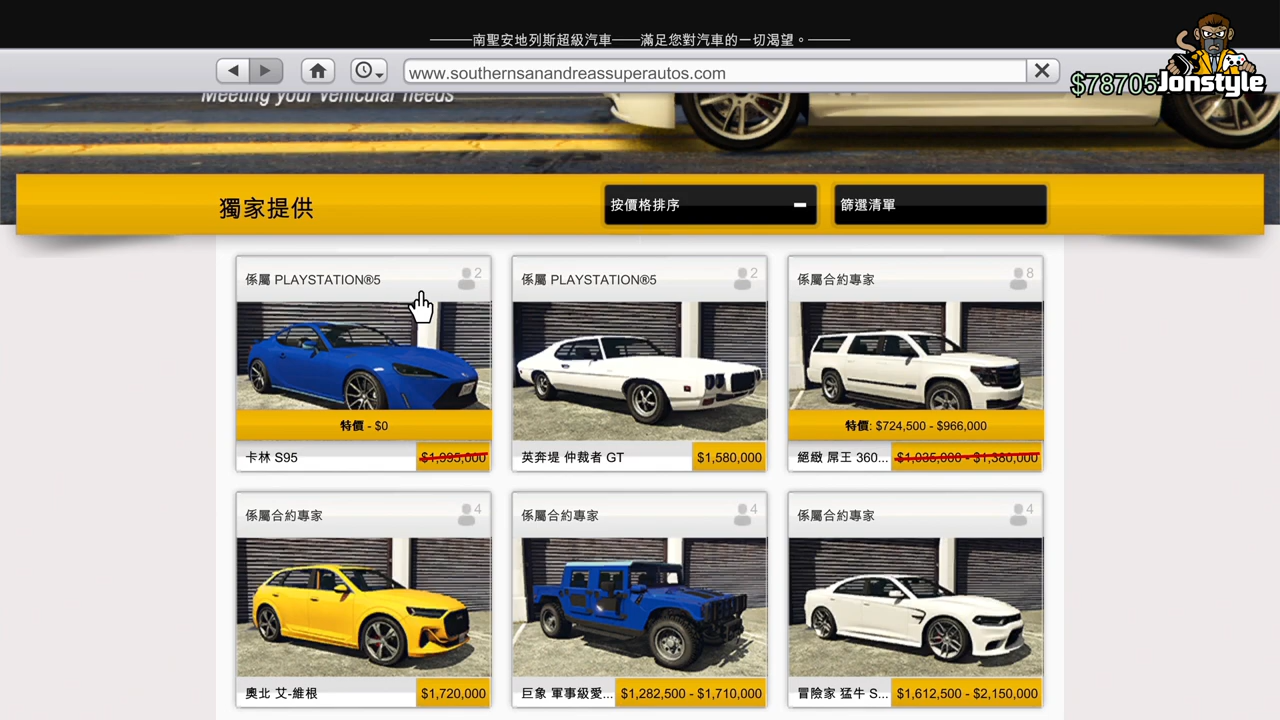 南聖安地列斯超級汽車——滿足您對汽車的一切渴望。
www.southernsanandreassuperautos.com
$78705
Jonstyle
Meeting your vehicular needs
獨家提供
按價格排序
篩選清單
係屬 PLAYSTATION®5 2
係屬 PLAYSTATION®5 2
係屬合約專家 8
特價 - $0
特價: $724,500 - $966,000
卡林 S95 $1,995,000
英奔堤 仲裁者 GT $1,580,000
絕緻 屌王 360... $1,035,000 - $1,380,000
係屬合約專家 4
係屬合約專家 4
係屬合約專家 4
奧北 艾-維根 $1,720,000
巨象 軍事級愛... $1,282,500 - $1,710,000
冒險家 猛牛 S... $1,612,500 - $2,150,000